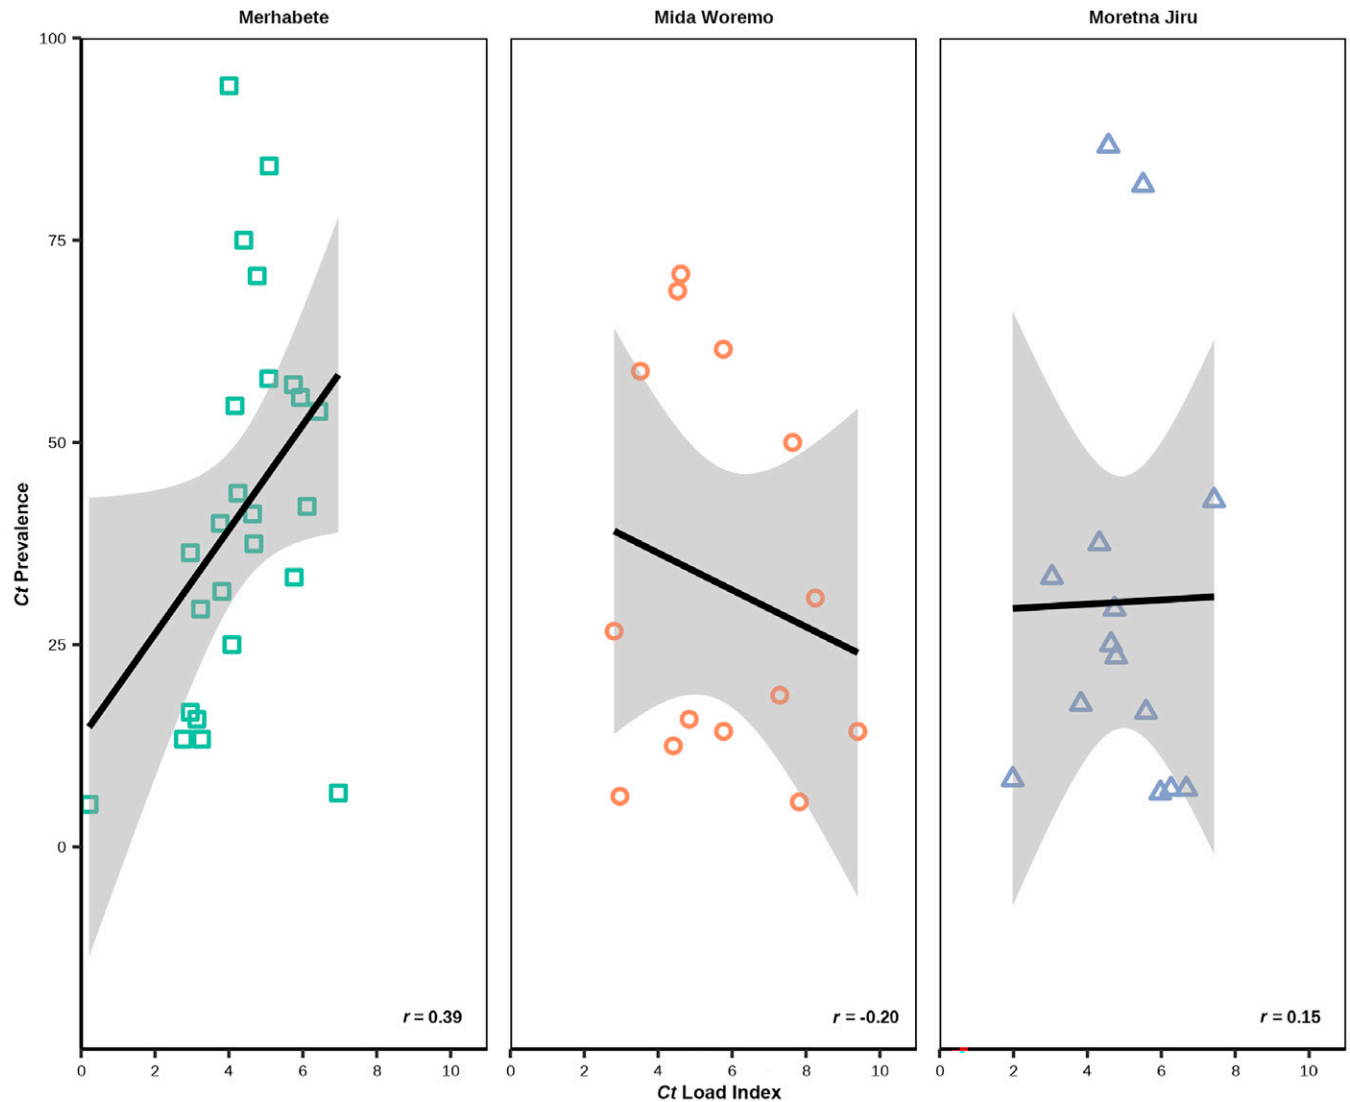 Merhabete
Mida Woremo
Moretna Jiru
100
75
50
25
0
Ct Prevalence
r = 0.39
r = -0.20
r = 0.15
0 2 4 6 8 10
0 2 4 6 8 10
0 2 4 6 8 10
Ct Load Index